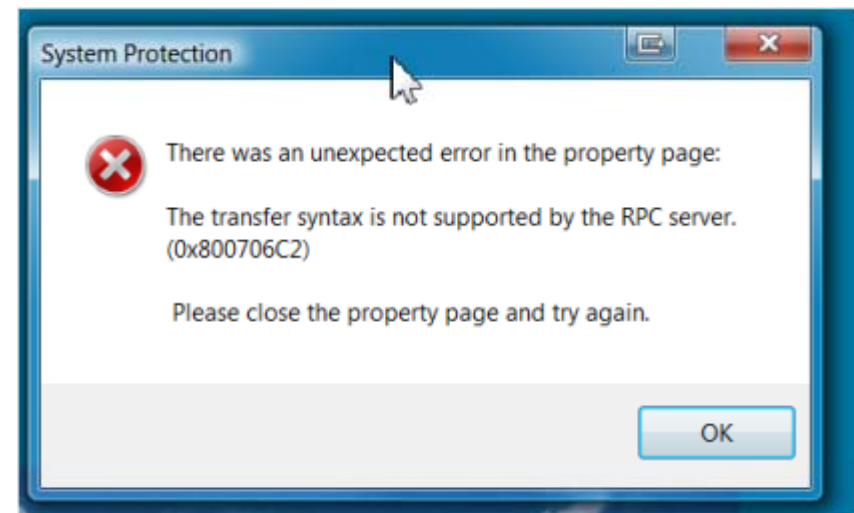 System Protection
There was an unexpected error in the property page:
The transfer syntax is not supported by the RPC server.
(0x800706C2)
Please close the property page and try again.
OK